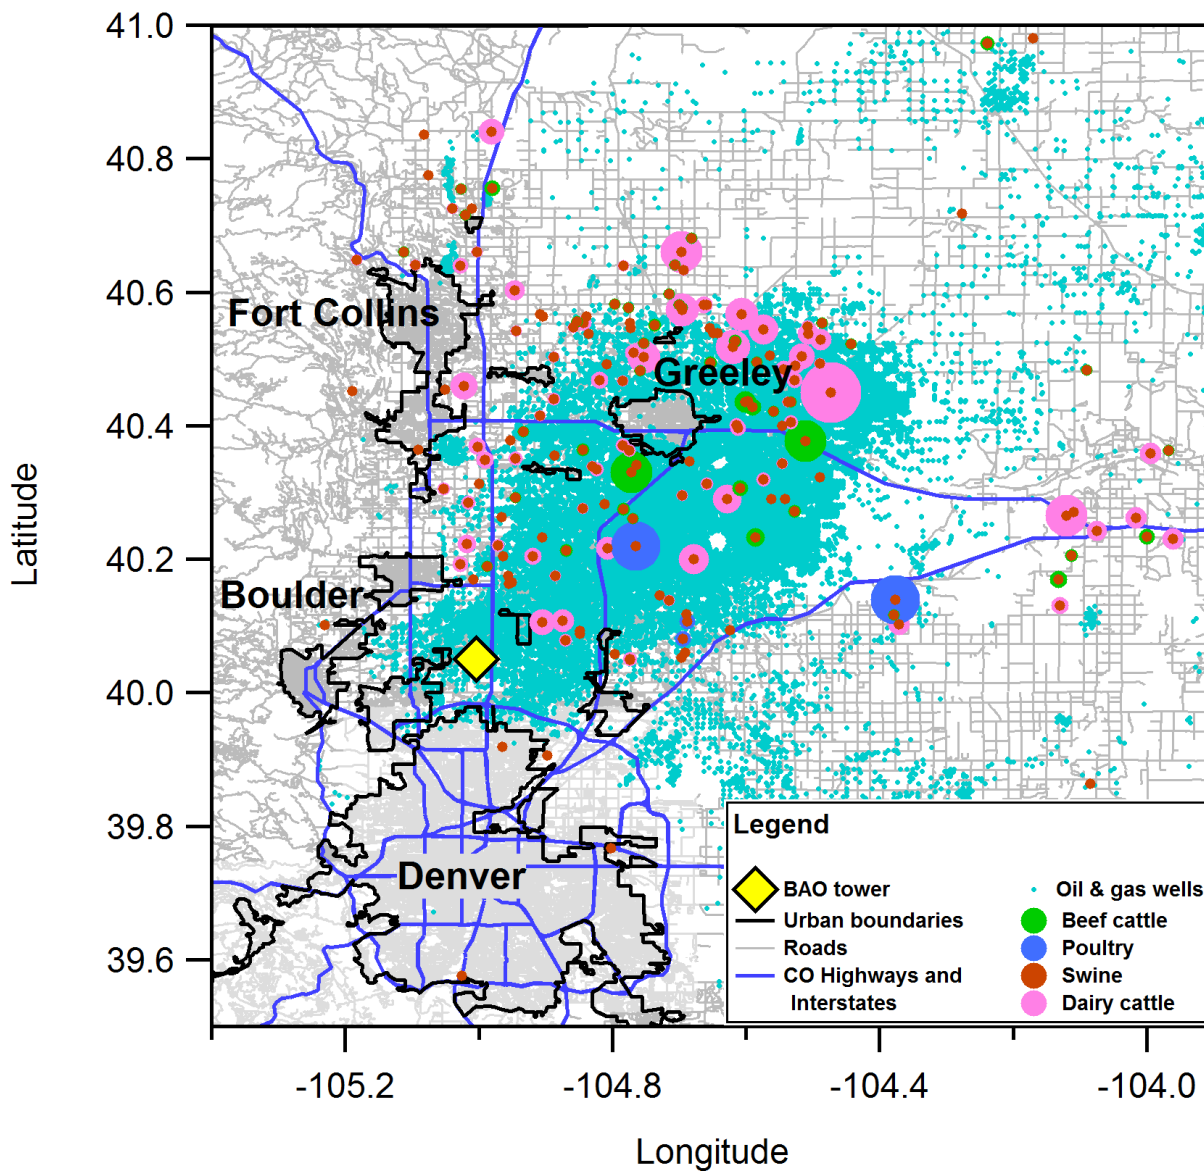 41.0
40.8
40.6
40.4
40.2
40.0
39.8
39.6
Latitude
Fort Collins
Greeley
Boulder
Denver
Legend
BAO tower
Urban boundaries
Roads
CO Highways and
Interstates
Oil & gas wells
Beef cattle
Poultry
Swine
Dairy cattle
-105.2
-104.8
-104.4
-104.0
Longitude